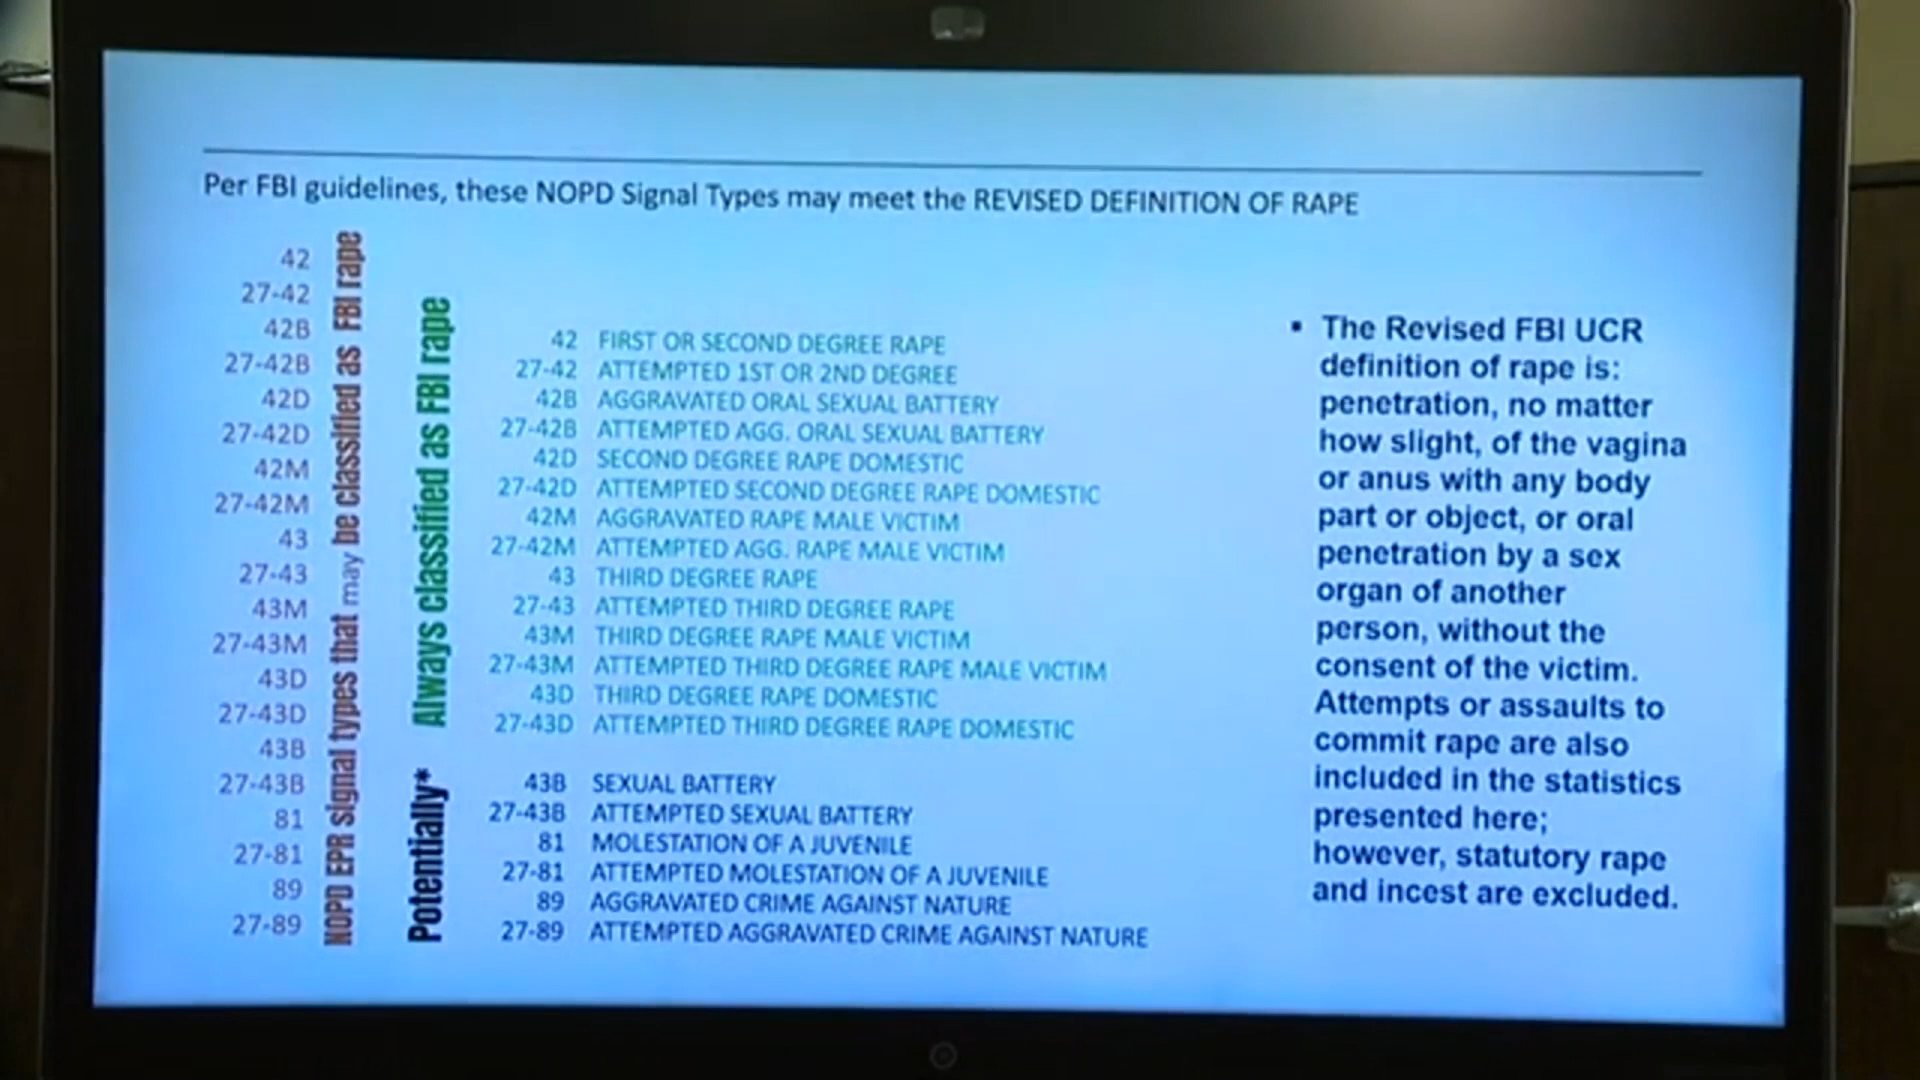 Per FBI guidelines, these NOPD Signal Types may meet the REVISED DEFINITION OF RAPE
42
27-42
42B
27-42B
42D
27-42D
42M
27-42M
43
27-43
43M
27-43M
43D
27-43D
43B
27-43B
81
27-81
89
27-89
NOPD EPR signal types that may be classified as FBI rape
Always classified as FBI rape
42 FIRST OR SECOND DEGREE RAPE
27-42 ATTEMPTED 1ST OR 2ND DEGREE
42B AGGRAVATED ORAL SEXUAL BATTERY
27-42B ATTEMPTED AGG. ORAL SEXUAL BATTERY
42D SECOND DEGREE RAPE DOMESTIC
27-42D ATTEMPTED SECOND DEGREE RAPE DOMESTIC
42M AGGRAVATED RAPE MALE VICTIM
27-42M ATTEMPTED AGG. RAPE MALE VICTIM
43 THIRD DEGREE RAPE
27-43 ATTEMPTED THIRD DEGREE RAPE
43M THIRD DEGREE RAPE MALE VICTIM
27-43M ATTEMPTED THIRD DEGREE RAPE MALE VICTIM
43D THIRD DEGREE RAPE DOMESTIC
27-43D ATTEMPTED THIRD DEGREE RAPE DOMESTIC
Potentially*
43B SEXUAL BATTERY
27-43B ATTEMPTED SEXUAL BATTERY
81 MOLESTATION OF A JUVENILE
27-81 ATTEMPTED MOLESTATION OF A JUVENILE
89 AGGRAVATED CRIME AGAINST NATURE
27-89 ATTEMPTED AGGRAVATED CRIME AGAINST NATURE
▪ The Revised FBI UCR
definition of rape is:
penetration, no matter
how slight, of the vagina
or anus with any body
part or object, or oral
penetration by a sex
organ of another
person, without the
consent of the victim.
Attempts or assaults to
commit rape are also
included in the statistics
presented here;
however, statutory rape
and incest are excluded.